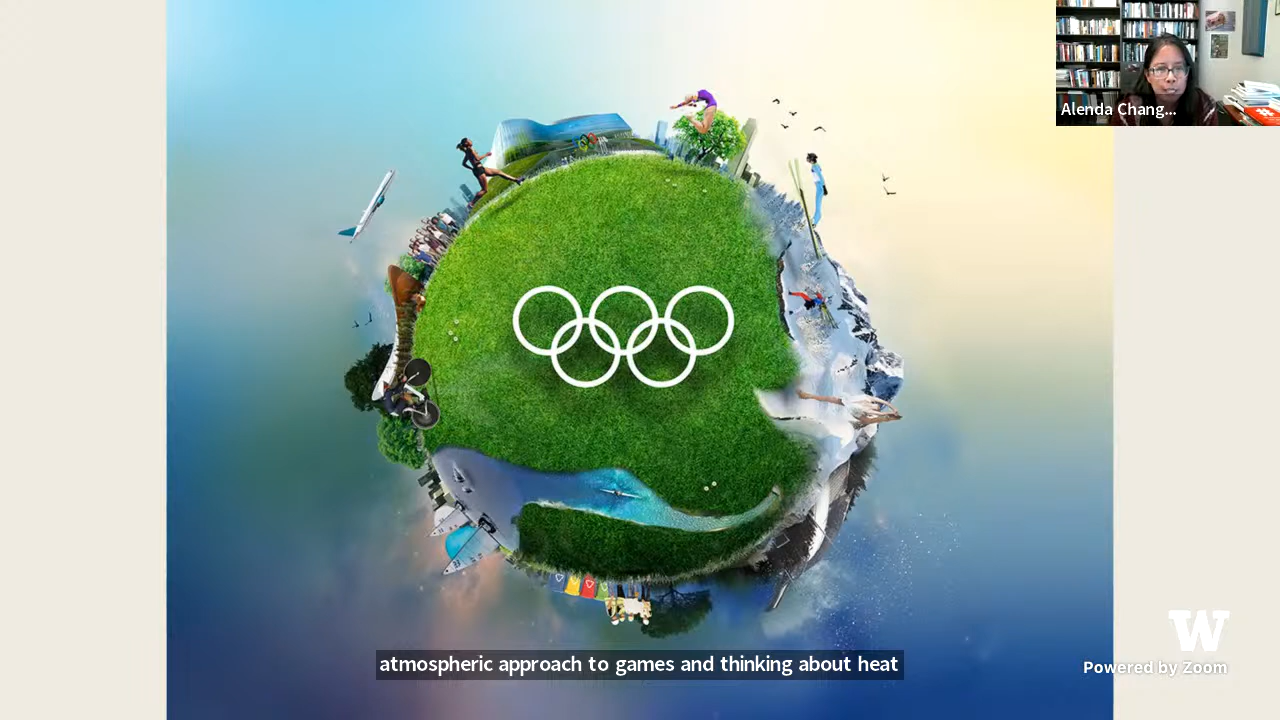 Alenda Chang...
atmospheric approach to games and thinking about heat
W
Powered by Zoom